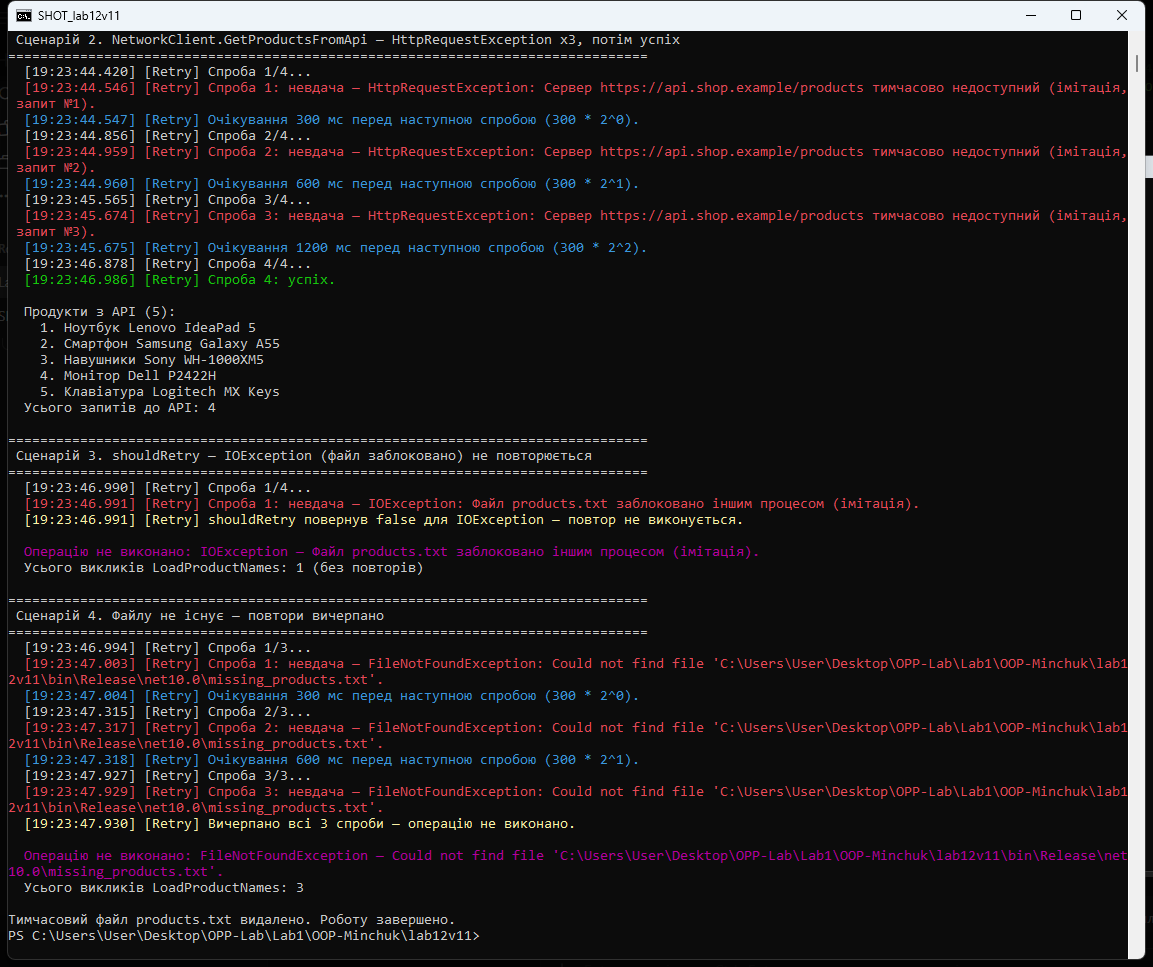 SHOT_lab12v11
Сценарій 2. NetworkClient.GetProductsFromApi — HttpRequestException x3, потім успіх
================================================================================
[19:23:44.420] [Retry] Спроба 1/4...
[19:23:44.546] [Retry] Спроба 1: невдача — HttpRequestException: Сервер https://api.shop.example/products тимчасово недоступний (імітація,
запит №1).
[19:23:44.547] [Retry] Очікування 300 мс перед наступною спробою (300 * 2^0).
[19:23:44.856] [Retry] Спроба 2/4...
[19:23:44.959] [Retry] Спроба 2: невдача — HttpRequestException: Сервер https://api.shop.example/products тимчасово недоступний (імітація,
запит №2).
[19:23:44.960] [Retry] Очікування 600 мс перед наступною спробою (300 * 2^1).
[19:23:45.565] [Retry] Спроба 3/4...
[19:23:45.674] [Retry] Спроба 3: невдача — HttpRequestException: Сервер https://api.shop.example/products тимчасово недоступний (імітація,
запит №3).
[19:23:45.675] [Retry] Очікування 1200 мс перед наступною спробою (300 * 2^2).
[19:23:46.878] [Retry] Спроба 4/4...
[19:23:46.986] [Retry] Спроба 4: успіх.
Продукти з API (5):
1. Ноутбук Lenovo IdeaPad 5
2. Смартфон Samsung Galaxy A55
3. Навушники Sony WH-1000XM5
4. Монітор Dell P2422H
5. Клавіатура Logitech MX Keys
Усього запитів до API: 4
================================================================================
Сценарій 3. shouldRetry — IOException (файл заблоковано) не повторюється
================================================================================
[19:23:46.990] [Retry] Спроба 1/4...
[19:23:46.991] [Retry] Спроба 1: невдача — IOException: Файл products.txt заблоковано іншим процесом (імітація).
[19:23:46.991] [Retry] shouldRetry повернув false для IOException — повтор не виконується.
Операцію не виконано: IOException — Файл products.txt заблоковано іншим процесом (імітація).
Усього викликів LoadProductNames: 1 (без повторів)
================================================================================
Сценарій 4. Файлу не існує — повтори вичерпано
================================================================================
[19:23:46.994] [Retry] Спроба 1/3...
[19:23:47.003] [Retry] Спроба 1: невдача — FileNotFoundException: Could not find file 'C:\Users\User\Desktop\OPP-Lab\Lab1\OOP-Minchuk\lab1
2v11\bin\Release\net10.0\missing_products.txt'.
[19:23:47.004] [Retry] Очікування 300 мс перед наступною спробою (300 * 2^0).
[19:23:47.315] [Retry] Спроба 2/3...
[19:23:47.317] [Retry] Спроба 2: невдача — FileNotFoundException: Could not find file 'C:\Users\User\Desktop\OPP-Lab\Lab1\OOP-Minchuk\lab1
2v11\bin\Release\net10.0\missing_products.txt'.
[19:23:47.318] [Retry] Очікування 600 мс перед наступною спробою (300 * 2^1).
[19:23:47.927] [Retry] Спроба 3/3...
[19:23:47.929] [Retry] Спроба 3: невдача — FileNotFoundException: Could not find file 'C:\Users\User\Desktop\OPP-Lab\Lab1\OOP-Minchuk\lab1
2v11\bin\Release\net10.0\missing_products.txt'.
[19:23:47.930] [Retry] Вичерпано всі 3 спроби — операцію не виконано.
Операцію не виконано: FileNotFoundException — Could not find file 'C:\Users\User\Desktop\OPP-Lab\Lab1\OOP-Minchuk\lab12v11\bin\Release\net
10.0\missing_products.txt'.
Усього викликів LoadProductNames: 3
Тимчасовий файл products.txt видалено. Роботу завершено.
PS C:\Users\User\Desktop\OPP-Lab\Lab1\OOP-Minchuk\lab12v11>